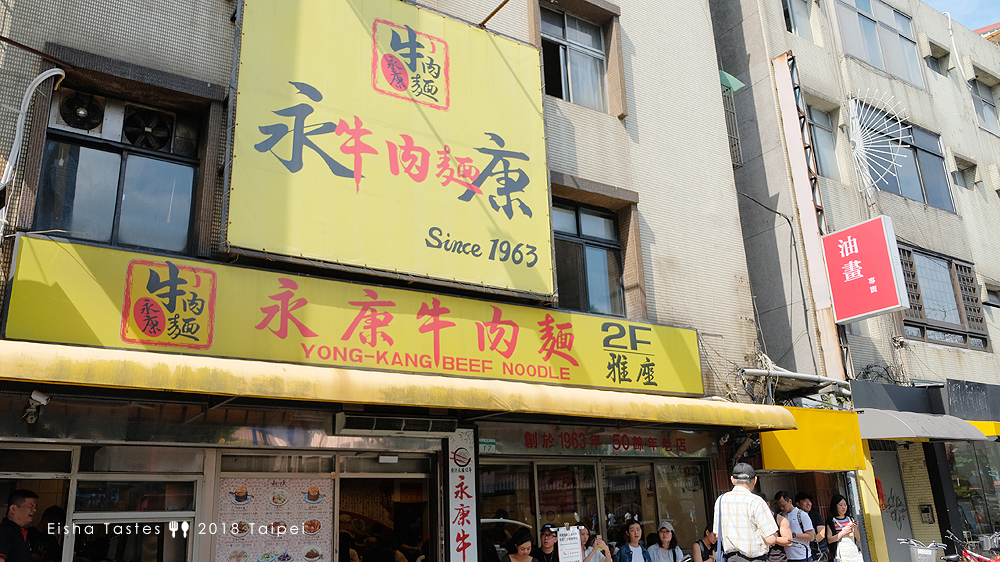 牛肉麵
永康
永康
牛肉麵
Since 1963
牛肉麵
永康
永康牛肉麵
YONG-KANG BEEF NOODLE
2F
雅座
油畫
專賣
創於1963年 50餘年老店
永康牛
Eisha Tastes 2018 Taipei